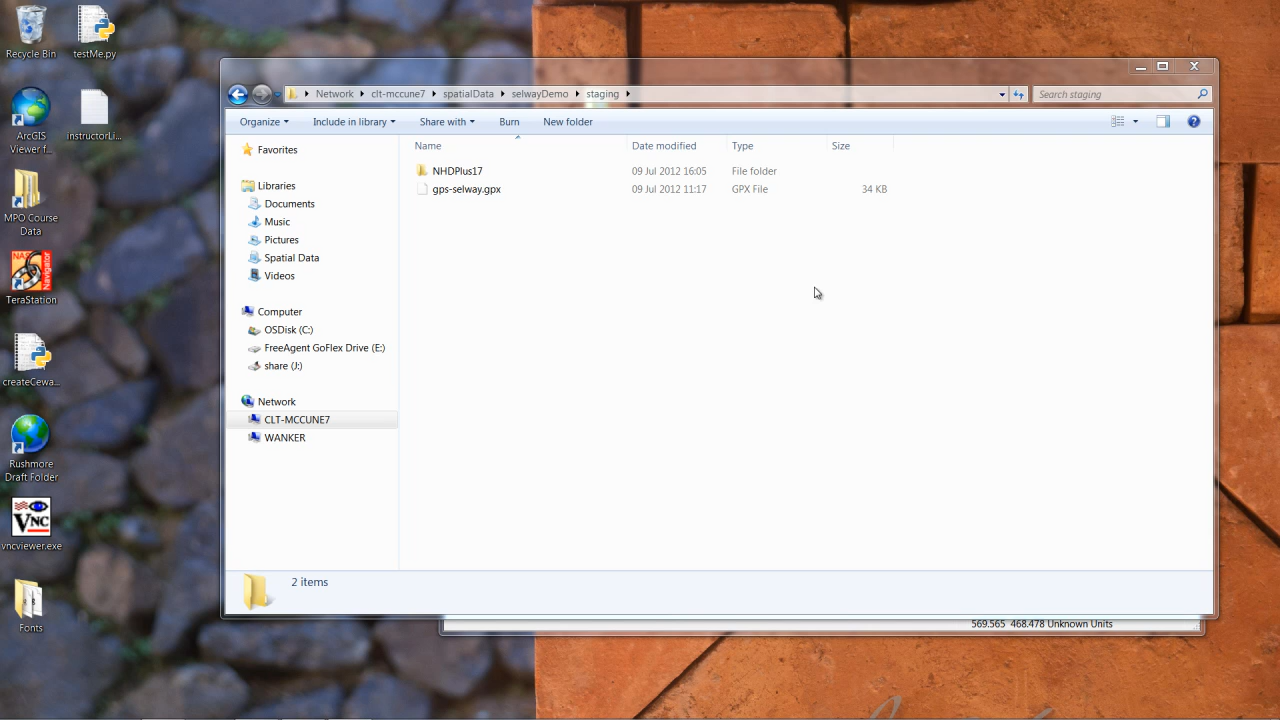 Recycle Bin
testMe.py
ArcGIS
Viewer f...
instructorLi...
MPO Course
Data
NAS
Navigator
TeraStation
createCewa...
Rushmore
Draft Folder
VNC
vncviewer.exe
Fonts
Network clt-mccune7 spatialData selwayDemo staging
Search staging
Organize Include in library Share with Burn New folder
Favorites
Libraries
Documents
Music
Pictures
Spatial Data
Videos
Computer
OSDisk (C:)
FreeAgent GoFlex Drive (E:)
share (J:)
Network
CLT-MCCUNE7
WANKER
Name Date modified Type Size
NHDPlus17 09 Jul 2012 16:05 File folder
gps-selway.gpx 09 Jul 2012 11:17 GPX File 34 KB
2 items
569.565 468.478 Unknown Units